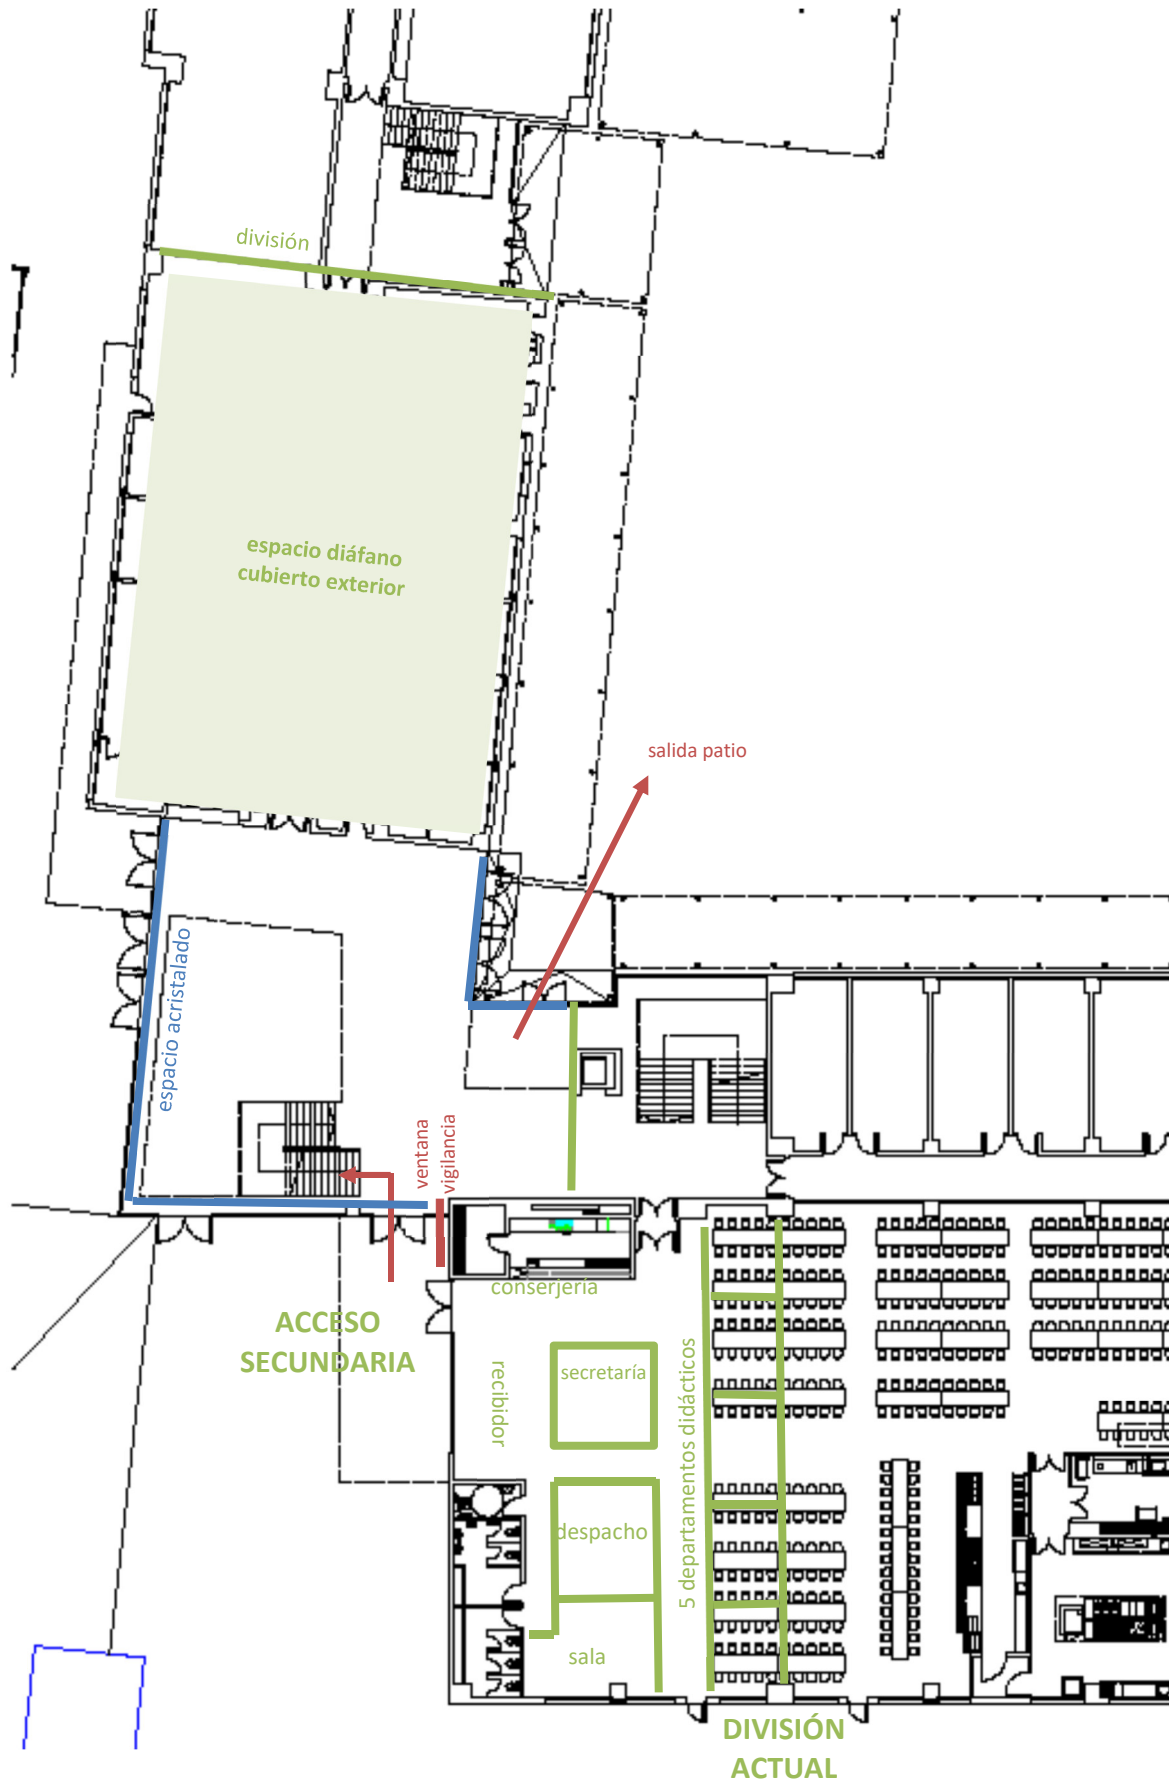 división
espacio diáfano
cubierto exterior
salida patio
espacio acristalado
ventana
vigilancia
conserjería
ACCESO
SECUNDARIA
recibidor
secretaría
5 departamentos didácticos
despacho
sala
DIVISIÓN
ACTUAL